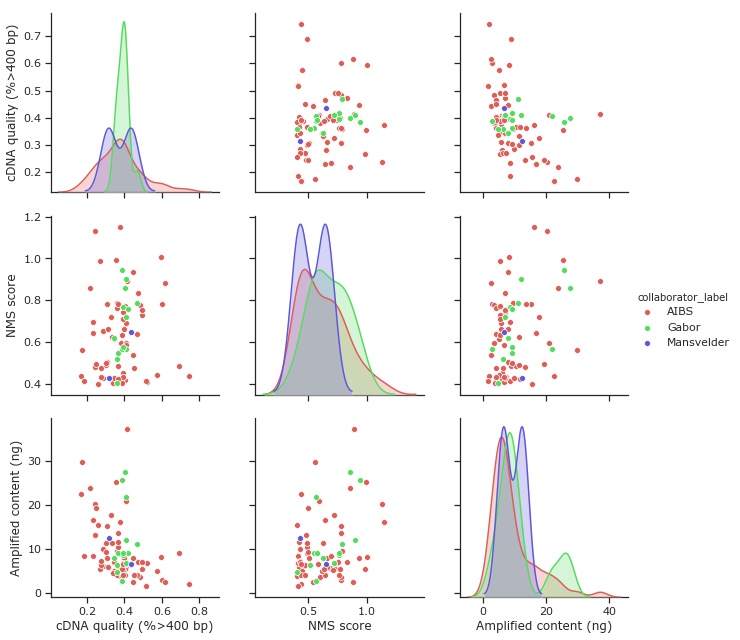 cDNA quality (%>400 bp)
0.7
0.6
0.5
0.4
0.3
0.2
NMS score
1.2
1.0
0.8
0.6
0.4
collaborator_label
AIBS
Gabor
Mansvelder
Amplified content (ng)
30
20
10
0
0.2 0.4 0.6 0.8
0.5 1.0
0 20 40
cDNA quality (%>400 bp)
NMS score
Amplified content (ng)